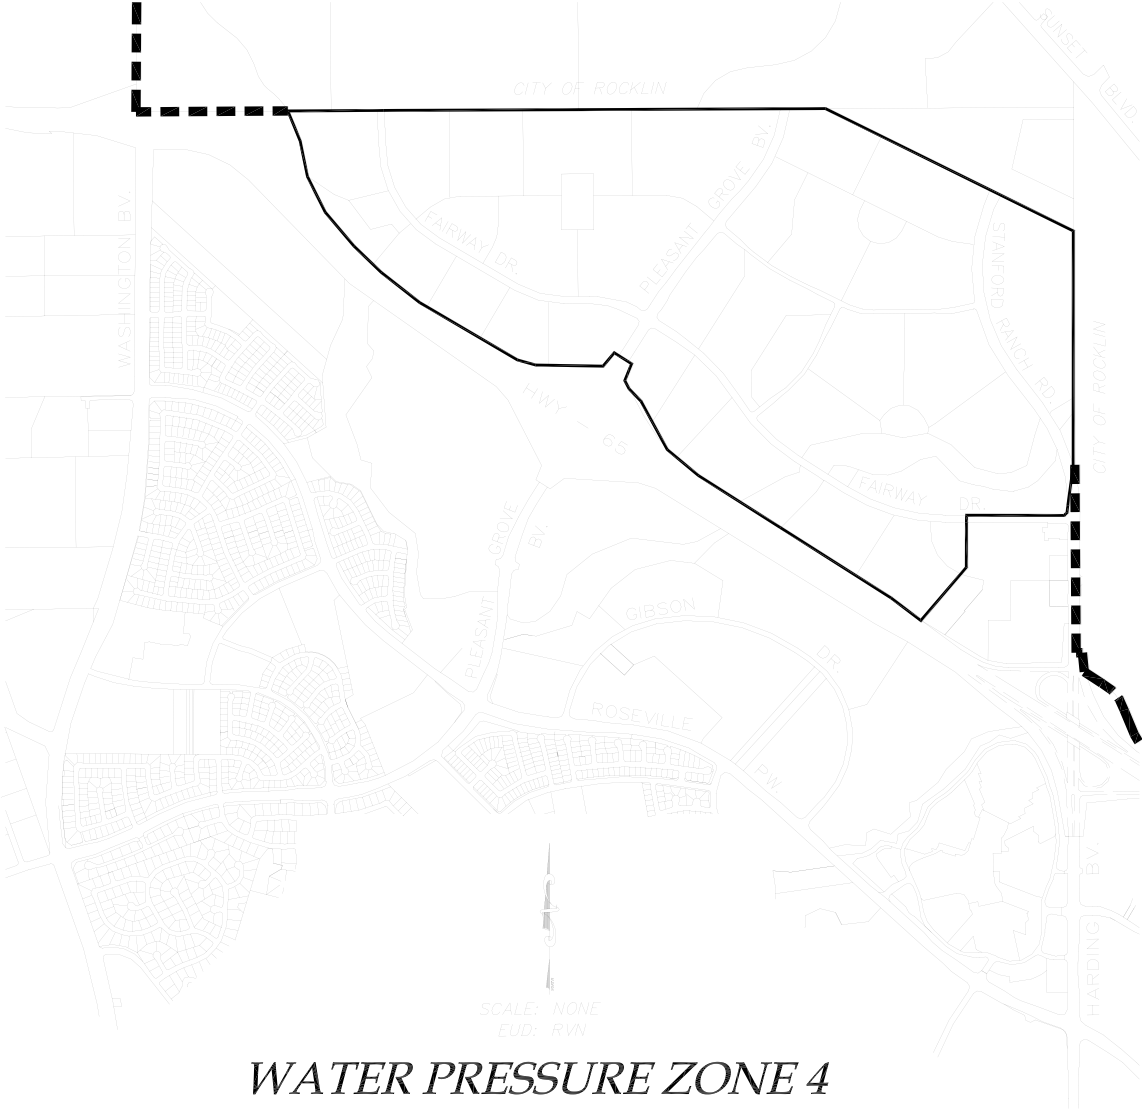 SUNSET
BLVD
CITY OF ROCKLIN
WASHINGTON BV.
FAIRWAY DR.
PLEASANT GROVE BV.
STANFORD RANCH RD.
CITY OF ROCKLIN
HWY – 65
FAIRWAY DR.
PLEASANT GROVE BV.
GIBSON DR.
ROSEVILLE PW.
HARDING BV.
SCALE: NONE
EUD: RVN
WATER PRESSURE ZONE 4